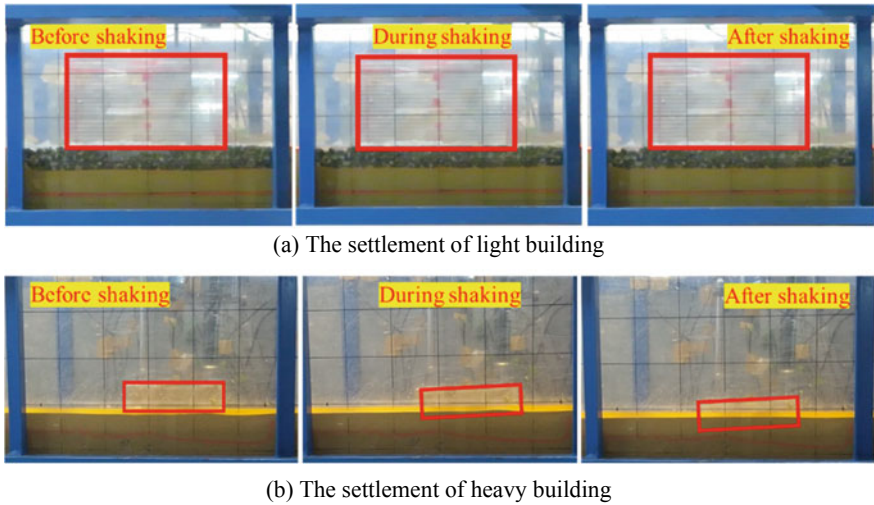 Before shaking
During shaking
After shaking
(a) The settlement of light building
Before shaking
During shaking
After shaking
(b) The settlement of heavy building